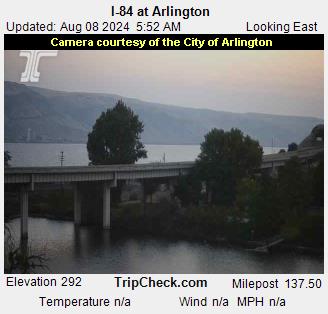 I-84 at Arlington
Updated: Aug 08 2024 5:52 AM Looking East
Camera courtesy of the City of Arlington
Elevation 292 TripCheck.com Milepost 137.50
Temperature n/a Wind n/a MPH n/a